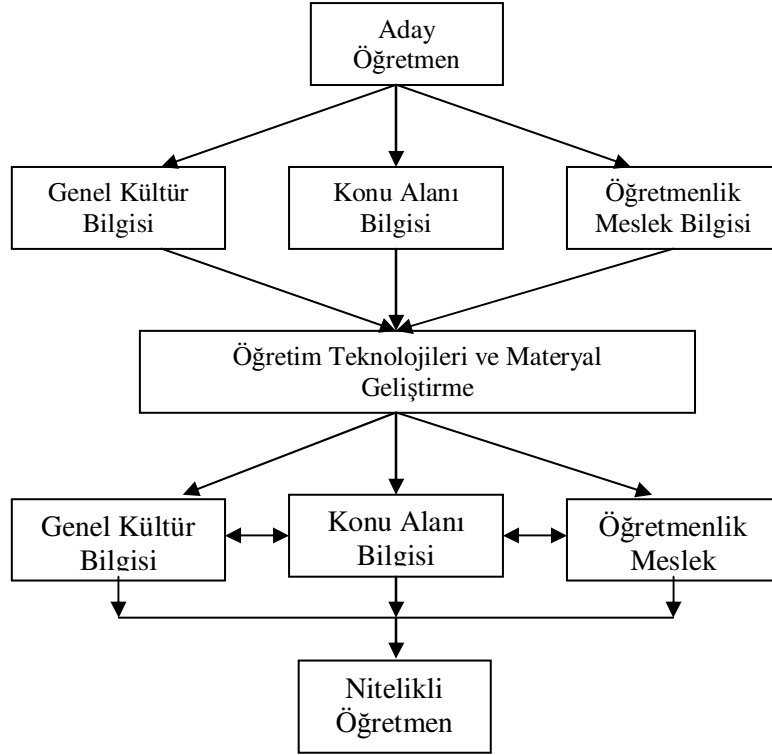 Aday
Öğretmen
Genel Kültür
Bilgisi
Konu Alanı
Bilgisi
Öğretmenlik
Meslek Bilgisi
Öğretim Teknolojileri ve Materyal
Geliştirme
Genel Kültür
Bilgisi
Konu Alanı
Bilgisi
Öğretmenlik
Meslek
Nitelikli
Öğretmen